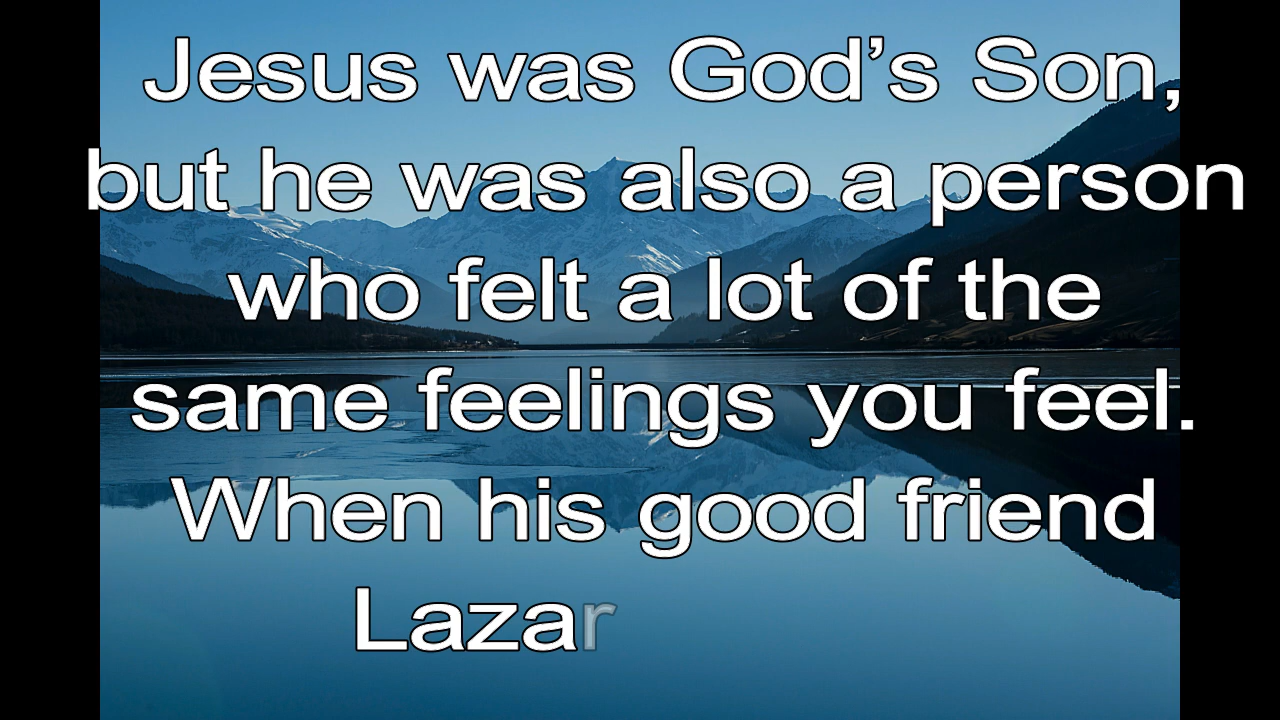 Jesus was God’s Son,
but he was also a person
who felt a lot of the
same feelings you feel.
When his good friend
Lazar